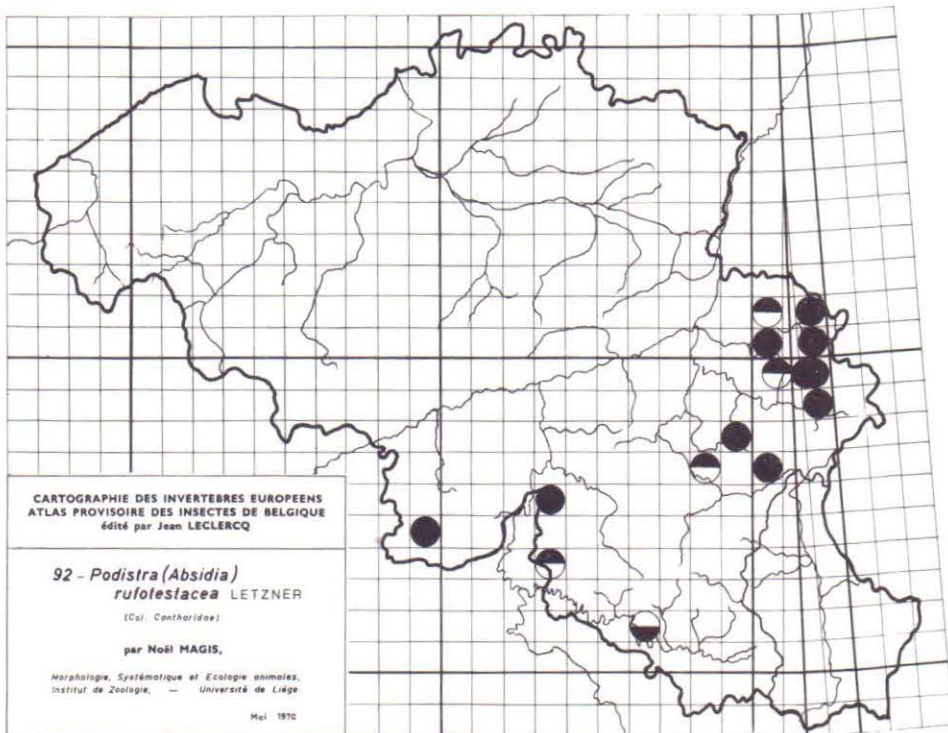 CARTOGRAPHIE DES INVERTEBRES EUROPEENS
ATLAS PROVISOIRE DES INSECTES DE BELGIQUE
édité par Jean LECLERCQ
92 - Podistra (Absidia)
rufotestacea LETZNER
(Col. Cantharidae)
par Noël MAGIS,
Morphologie, Systématique et Ecologie animales,
Institut de Zoologie, — Université de Liége
Mai 1970